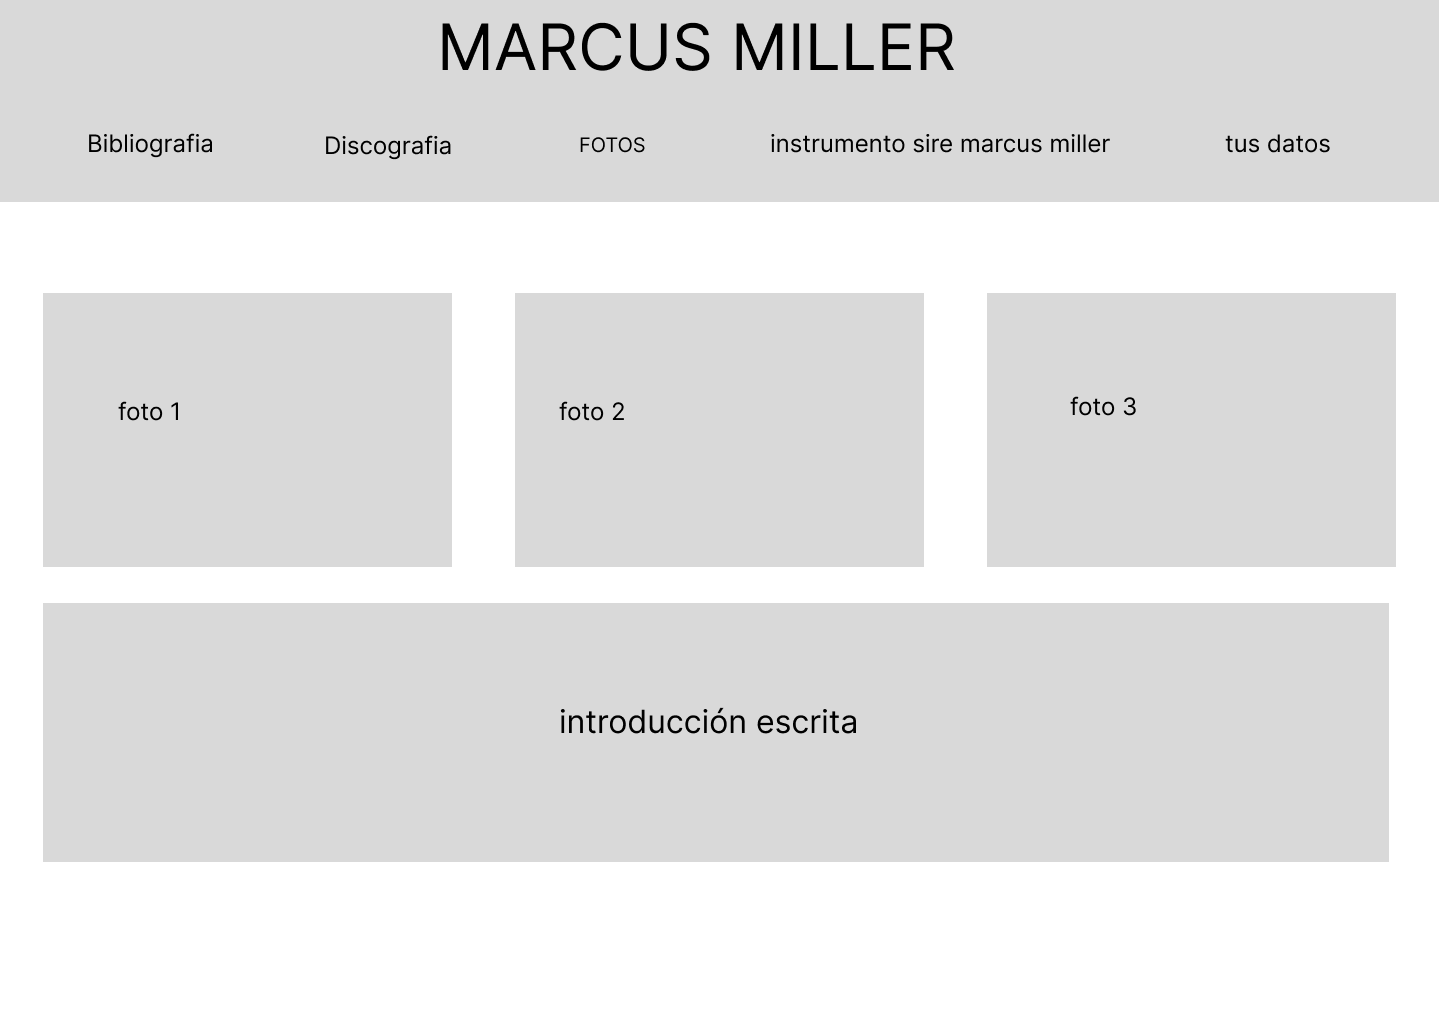 MARCUS MILLER
Bibliografia
Discografia
FOTOS
instrumento sire marcus miller
tus datos
foto 1
foto 2
foto 3
introducción escrita